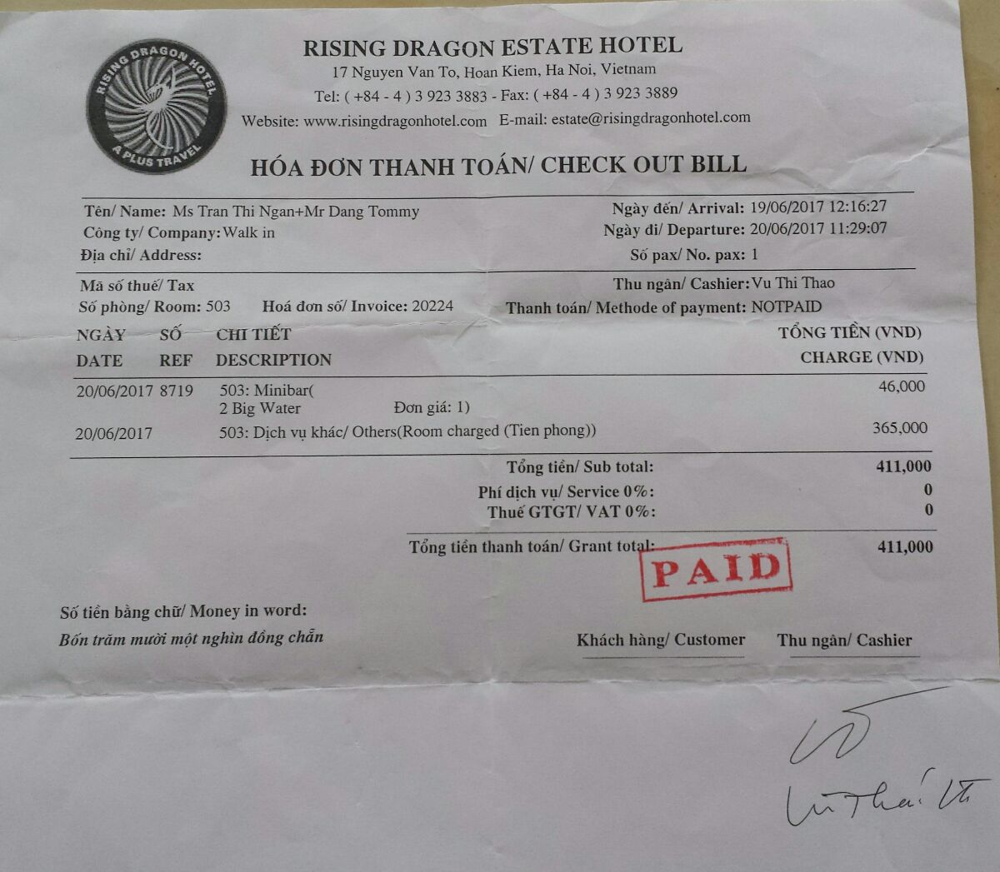 RISING DRAGON HOTEL
A PLUS TRAVEL
RISING DRAGON ESTATE HOTEL
17 Nguyen Van To, Hoan Kiem, Ha Noi, Vietnam
Tel: ( +84 - 4 ) 3 923 3883 - Fax: ( +84 - 4 ) 3 923 3889
Website: www.risingdragonhotel.com E-mail: estate@risingdragonhotel.com
HÓA ĐƠN THANH TOÁN/ CHECK OUT BILL
Tên/ Name: Ms Tran Thi Ngan+Mr Dang Tommy Ngày đến/ Arrival: 19/06/2017 12:16:27
Công ty/ Company: Walk in Ngày đi/ Departure: 20/06/2017 11:29:07
Địa chỉ/ Address: Số pax/ No. pax: 1
Mã số thuế/ Tax Thu ngân/ Cashier: Vu Thi Thao
Số phòng/ Room: 503 Hoá đơn số/ Invoice: 20224 Thanh toán/ Methode of payment: NOTPAID
NGÀY SỐ CHI TIẾT TỔNG TIỀN (VND)
DATE REF DESCRIPTION CHARGE (VND)
20/06/2017 8719 503: Minibar( 46,000
2 Big Water Đơn giá: 1)
20/06/2017 503: Dịch vụ khác/ Others(Room charged (Tien phong)) 365,000
Tổng tiền/ Sub total: 411,000
Phí dịch vụ/ Service 0%: 0
Thuế GTGT/ VAT 0%: 0
Tổng tiền thanh toán/ Grant total: 411,000
PAID
Số tiền bằng chữ/ Money in word:
Bốn trăm mười một nghìn đồng chẵn
Khách hàng/ Customer Thu ngân/ Cashier